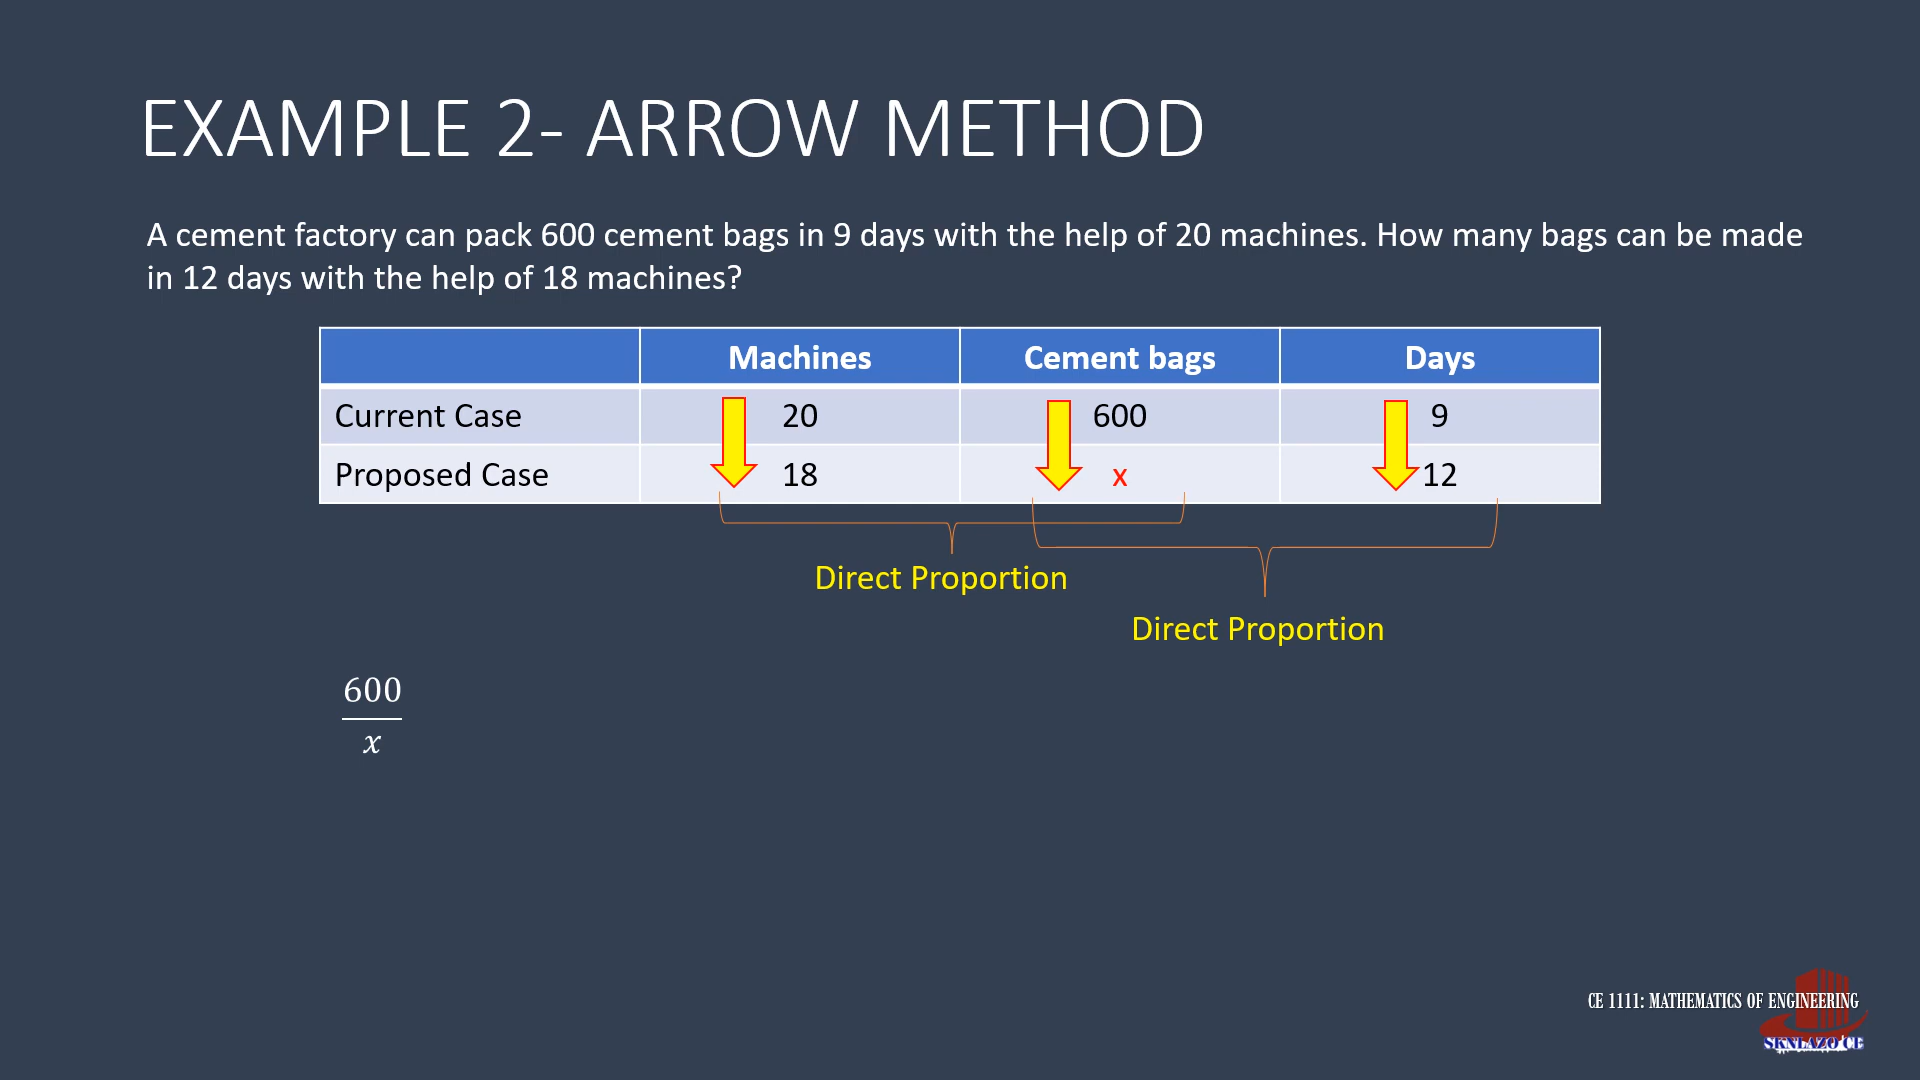 EXAMPLE 2- ARROW METHOD
A cement factory can pack 600 cement bags in 9 days with the help of 20 machines. How many bags can be made
in 12 days with the help of 18 machines?
Machines Cement bags Days
Current Case 20 600 9
Proposed Case 18 x 12
Direct Proportion
Direct Proportion
600
x
CE 1111: MATHEMATICS OF ENGINEERING
SKNLAZO CE